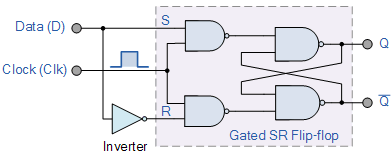 Data (D)
S
Q
Clock (Clk)
R
Q̅
Inverter
Gated SR Flip-flop